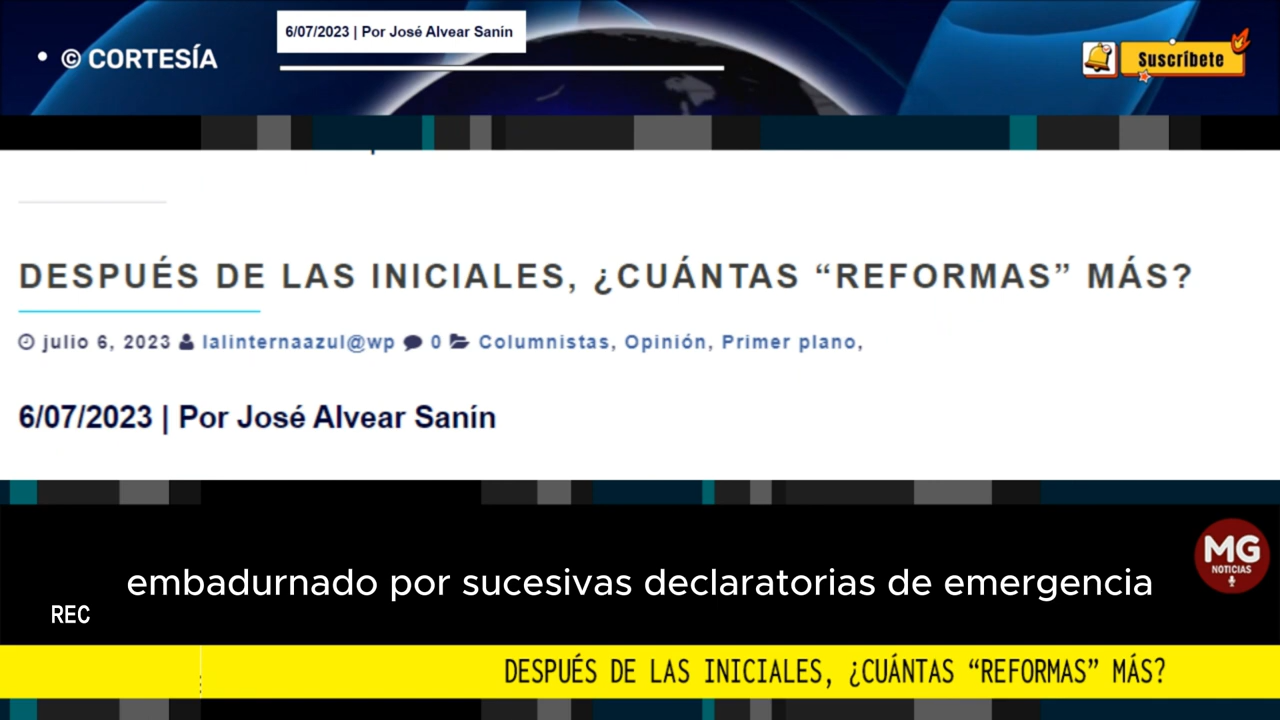 6/07/2023 | Por José Alvear Sanín
• © CORTESÍA
Suscríbete
DESPUÉS DE LAS INICIALES, ¿CUÁNTAS “REFORMAS” MÁS?
julio 6, 2023 lalinternaazul@wp 0 Columnistas, Opinión, Primer plano,
6/07/2023 | Por José Alvear Sanín
MG
NOTICIAS
embadurnado por sucesivas declaratorias de emergencia
REC
DESPUÉS DE LAS INICIALES, ¿CUÁNTAS “REFORMAS” MÁS?